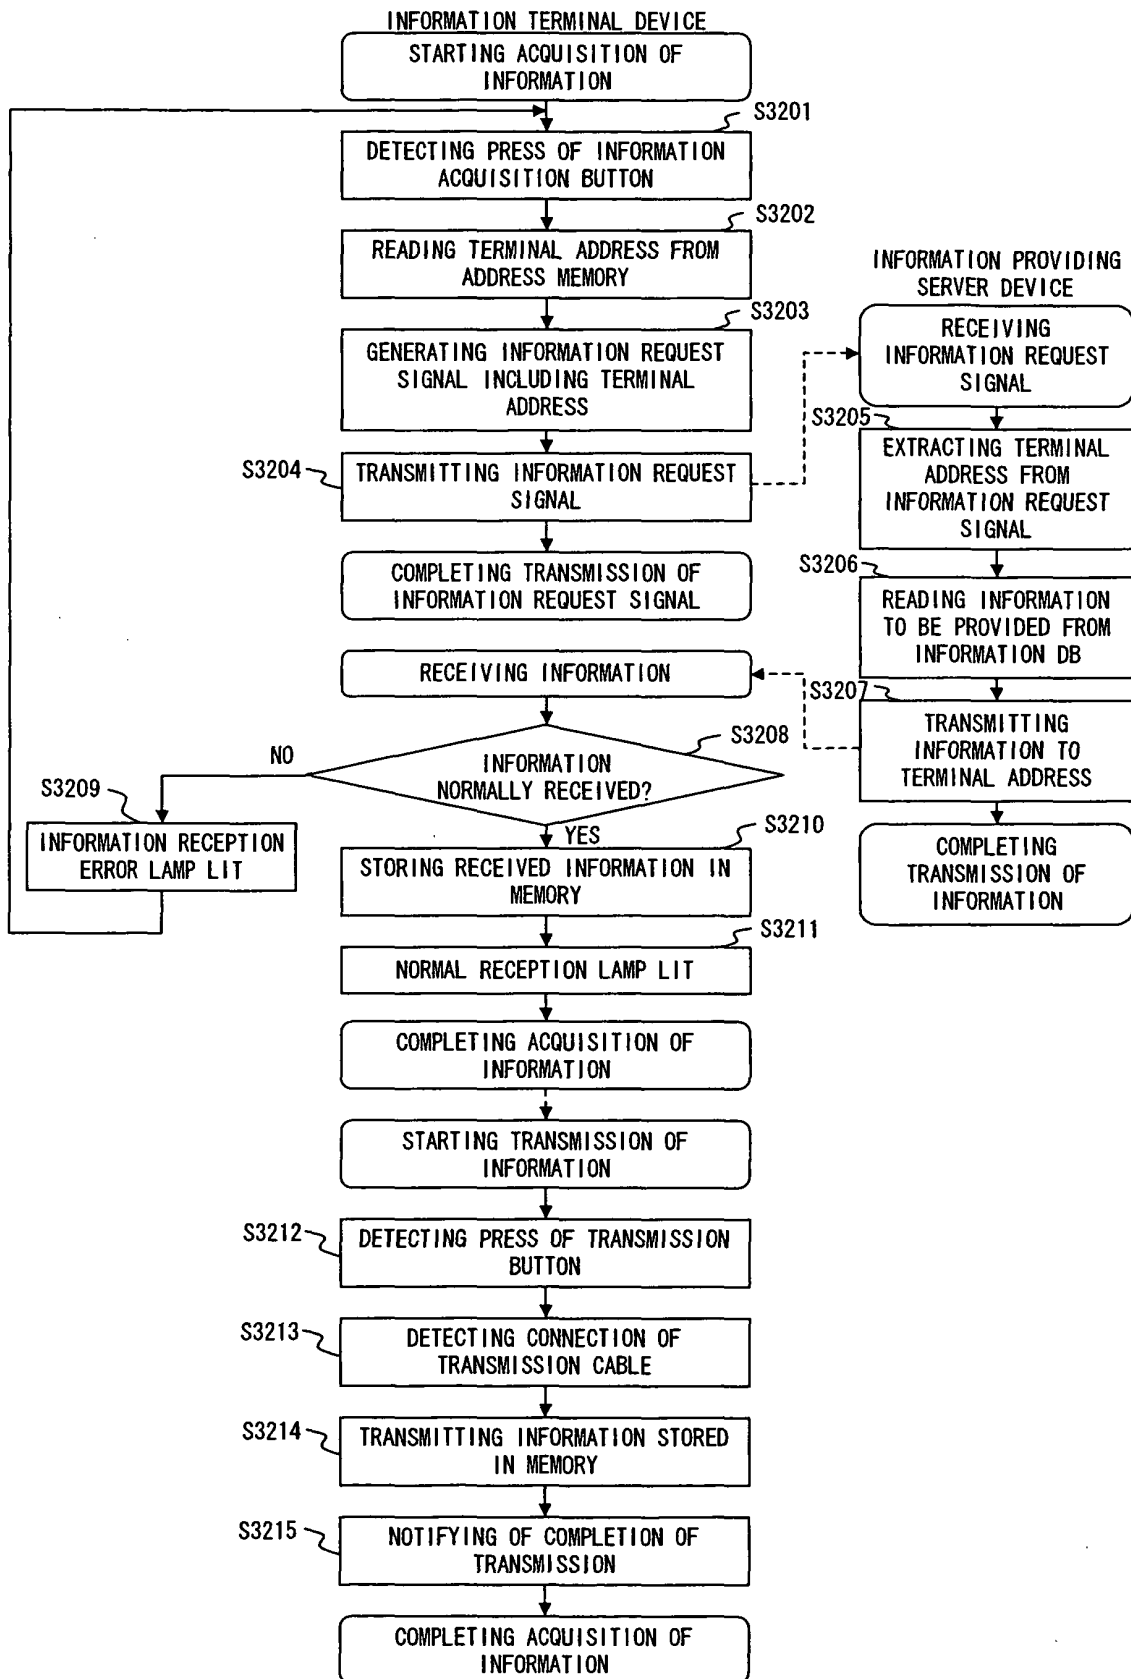 INFORMATION TERMINAL DEVICE
STARTING ACQUISITION OF
INFORMATION
S3201
DETECTING PRESS OF INFORMATION
ACQUISITION BUTTON
S3202
READING TERMINAL ADDRESS FROM
ADDRESS MEMORY
S3203
GENERATING INFORMATION REQUEST
SIGNAL INCLUDING TERMINAL
ADDRESS
S3204
TRANSMITTING INFORMATION REQUEST
SIGNAL
COMPLETING TRANSMISSION OF
INFORMATION REQUEST SIGNAL
INFORMATION PROVIDING
SERVER DEVICE
RECEIVING
INFORMATION REQUEST
SIGNAL
S3205
EXTRACTING TERMINAL
ADDRESS FROM
INFORMATION REQUEST
SIGNAL
S3206
READING INFORMATION
TO BE PROVIDED FROM
INFORMATION DB
S3207
TRANSMITTING
INFORMATION TO
TERMINAL ADDRESS
COMPLETING
TRANSMISSION OF
INFORMATION
RECEIVING INFORMATION
S3208
INFORMATION
NORMALLY RECEIVED?
NO
S3209
INFORMATION RECEPTION
ERROR LAMP LIT
YES
S3210
STORING RECEIVED INFORMATION IN
MEMORY
S3211
NORMAL RECEPTION LAMP LIT
COMPLETING ACQUISITION OF
INFORMATION
STARTING TRANSMISSION OF
INFORMATION
S3212
DETECTING PRESS OF TRANSMISSION
BUTTON
S3213
DETECTING CONNECTION OF
TRANSMISSION CABLE
S3214
TRANSMITTING INFORMATION STORED
IN MEMORY
S3215
NOTIFYING OF COMPLETION OF
TRANSMISSION
COMPLETING ACQUISITION OF
INFORMATION